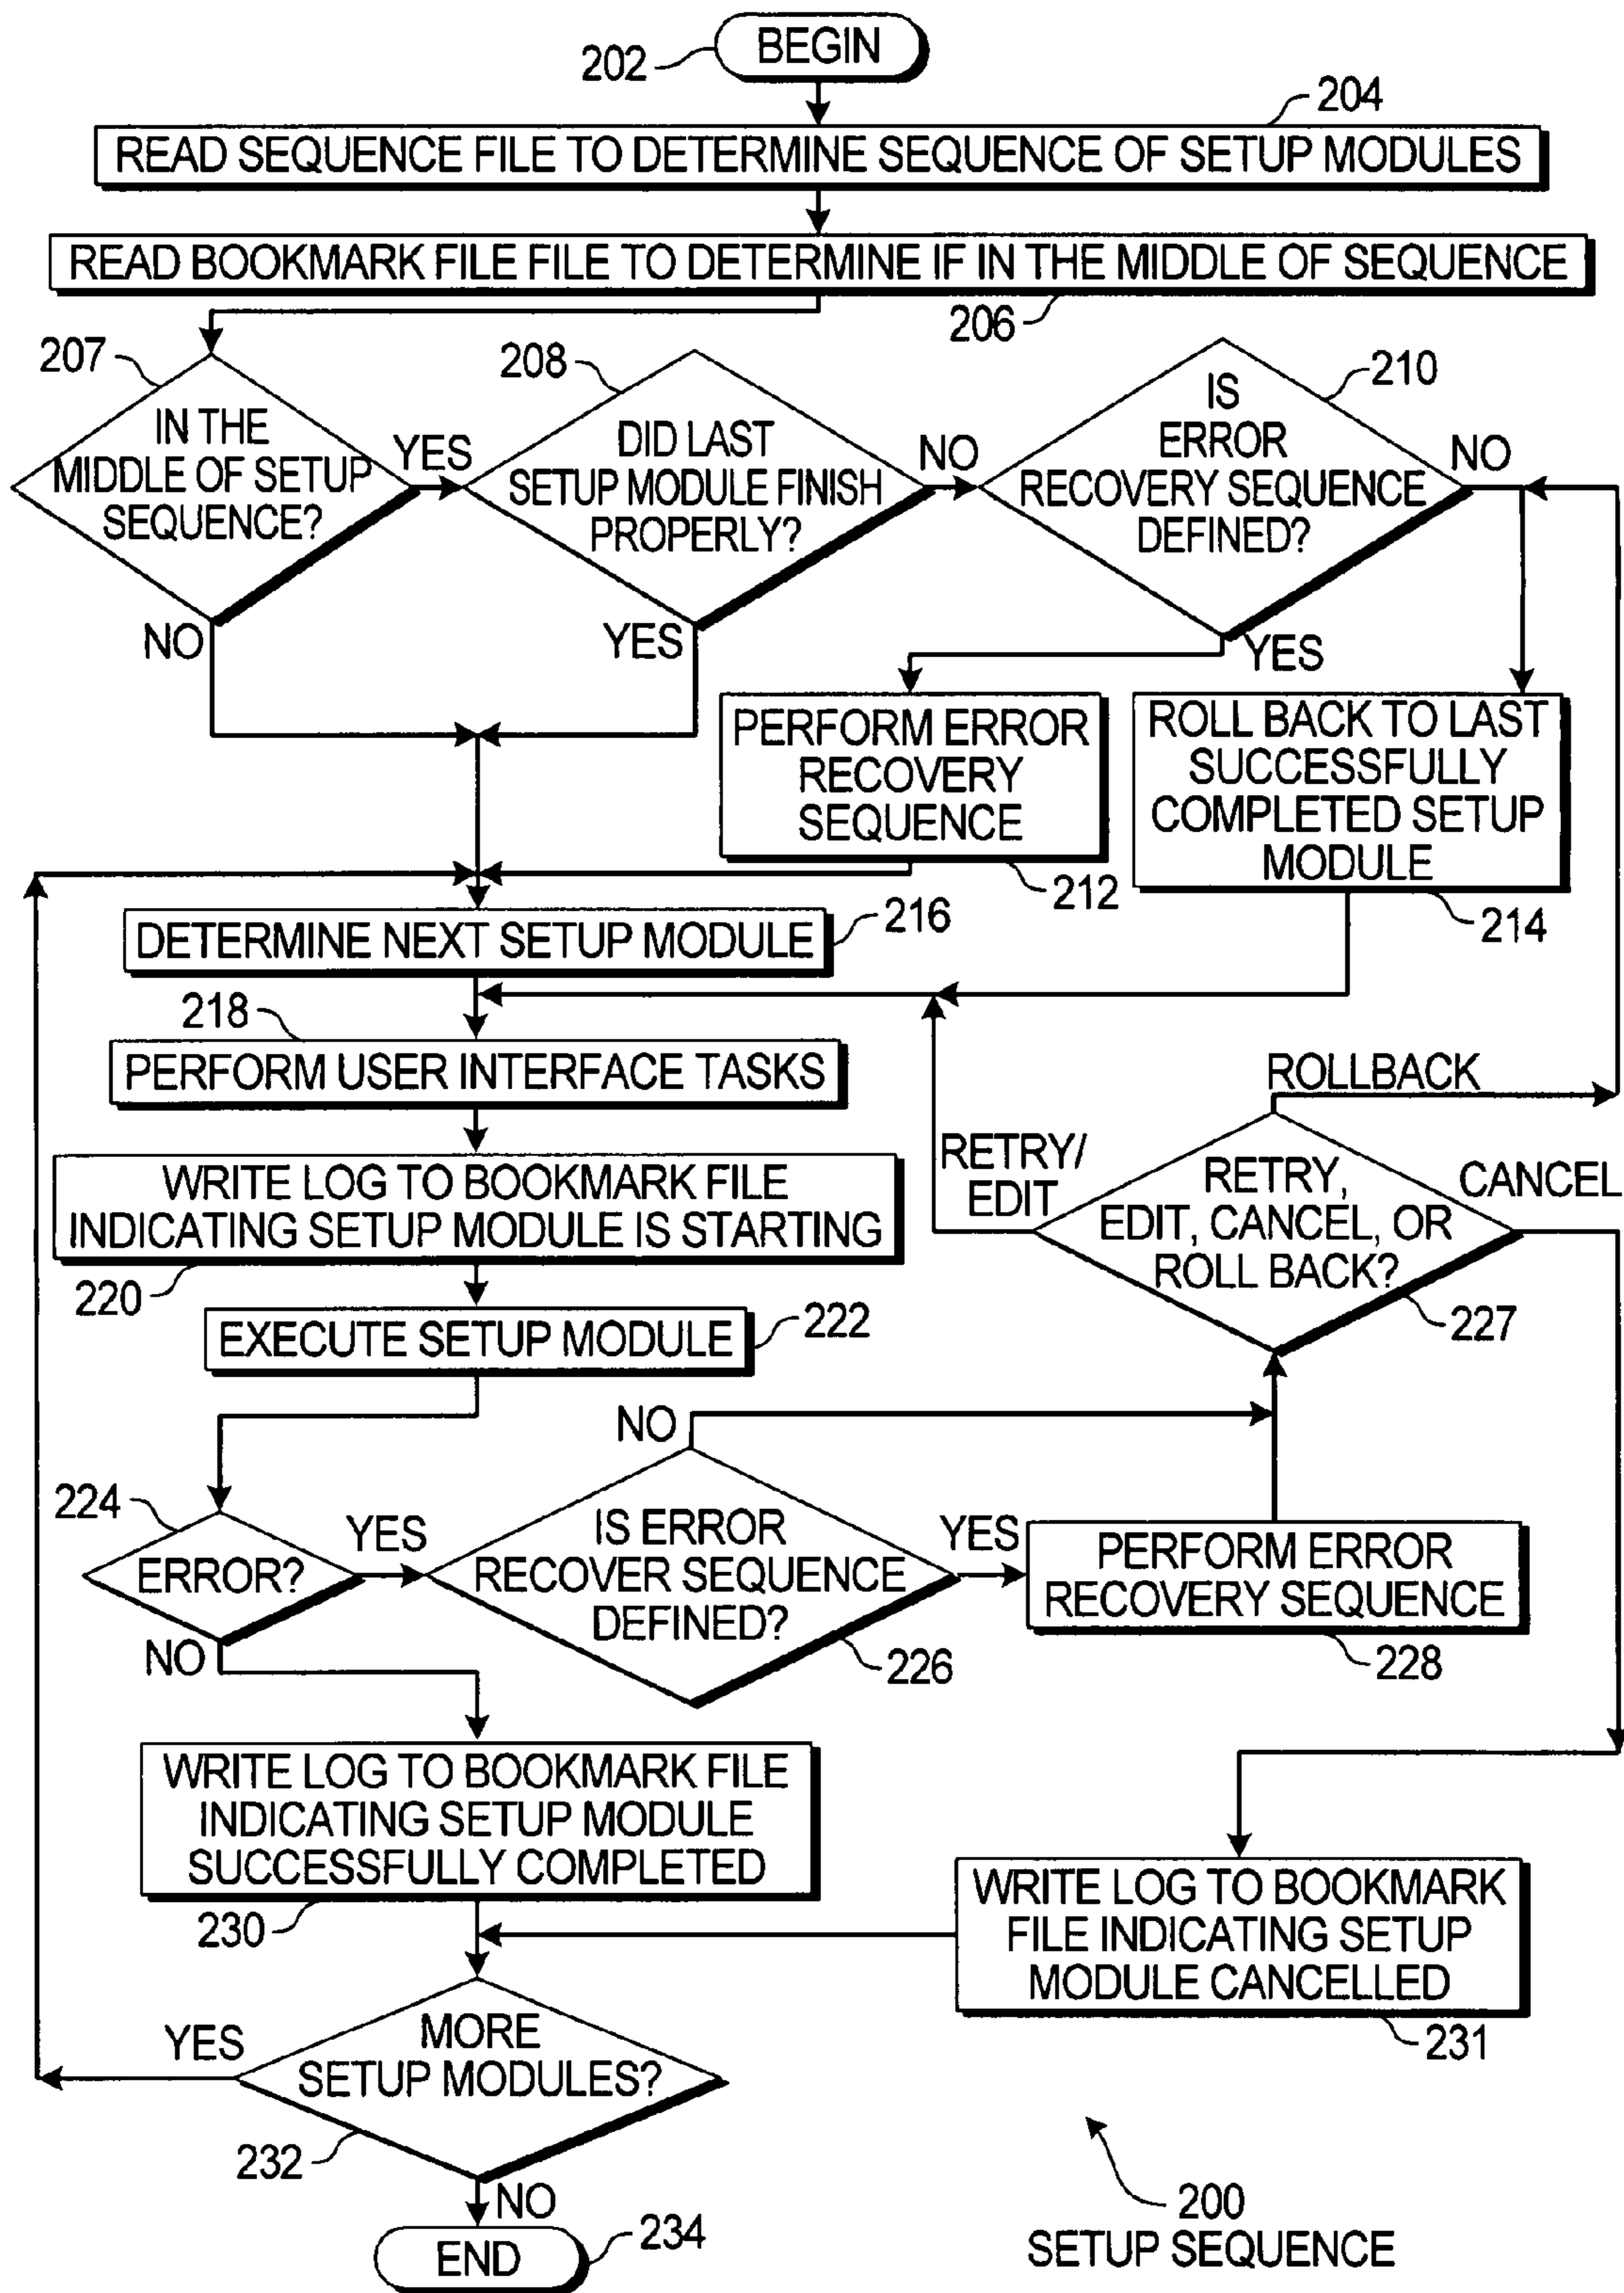 BEGIN
202
204
READ SEQUENCE FILE TO DETERMINE SEQUENCE OF SETUP MODULES
READ BOOKMARK FILE FILE TO DETERMINE IF IN THE MIDDLE OF SEQUENCE
206
207
IN THE
MIDDLE OF SETUP
SEQUENCE?
YES
NO
208
DID LAST
SETUP MODULE FINISH
PROPERLY?
NO
YES
210
IS
ERROR
RECOVERY SEQUENCE
DEFINED?
NO
YES
PERFORM ERROR
RECOVERY
SEQUENCE
212
ROLL BACK TO LAST
SUCCESSFULLY
COMPLETED SETUP
MODULE
214
DETERMINE NEXT SETUP MODULE
216
218
PERFORM USER INTERFACE TASKS
WRITE LOG TO BOOKMARK FILE
INDICATING SETUP MODULE IS STARTING
220
EXECUTE SETUP MODULE
222
ROLLBACK
RETRY/
EDIT
RETRY,
EDIT, CANCEL, OR
ROLL BACK?
CANCEL
227
224
ERROR?
YES
NO
NO
IS ERROR
RECOVER SEQUENCE
DEFINED?
YES
226
PERFORM ERROR
RECOVERY SEQUENCE
228
WRITE LOG TO BOOKMARK FILE
INDICATING SETUP MODULE
SUCCESSFULLY COMPLETED
230
WRITE LOG TO BOOKMARK
FILE INDICATING SETUP
MODULE CANCELLED
231
YES
MORE
SETUP MODULES?
232
NO
END
234
200
SETUP SEQUENCE